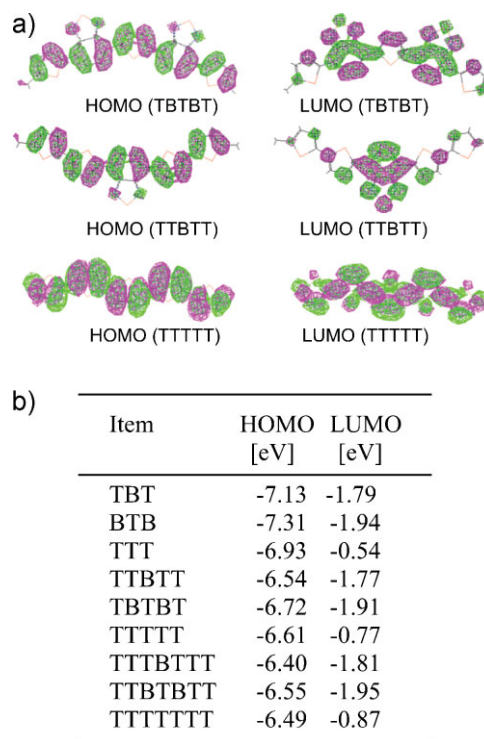 a)
HOMO (TBTBT) LUMO (TBTBT)
HOMO (TTBTT) LUMO (TTBTT)
HOMO (TTTTT) LUMO (TTTTT)
b)
Item HOMO LUMO
[eV] [eV]
TBT -7.13 -1.79
BTB -7.31 -1.94
TTT -6.93 -0.54
TTBTT -6.54 -1.77
TBTBT -6.72 -1.91
TTTTT -6.61 -0.77
TTTBTTT -6.40 -1.81
TTBTBTT -6.55 -1.95
TTTTTTT -6.49 -0.87